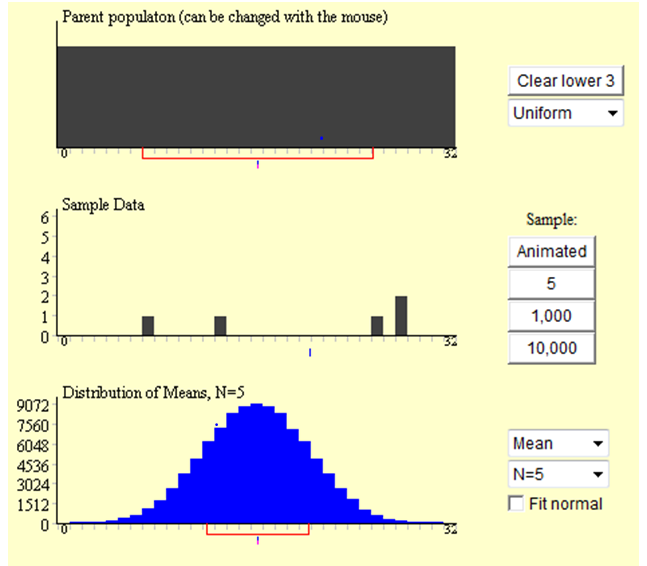 Parent populaton (can be changed with the mouse)
Clear lower 3
Uniform
0 32
Sample Data
6
5
4
3
2
1
0
0 32
Sample:
Animated
5
1,000
10,000
Distribution of Means, N=5
9072
7560
6048
4536
3024
1512
0
0 32
Mean
N=5
Fit normal